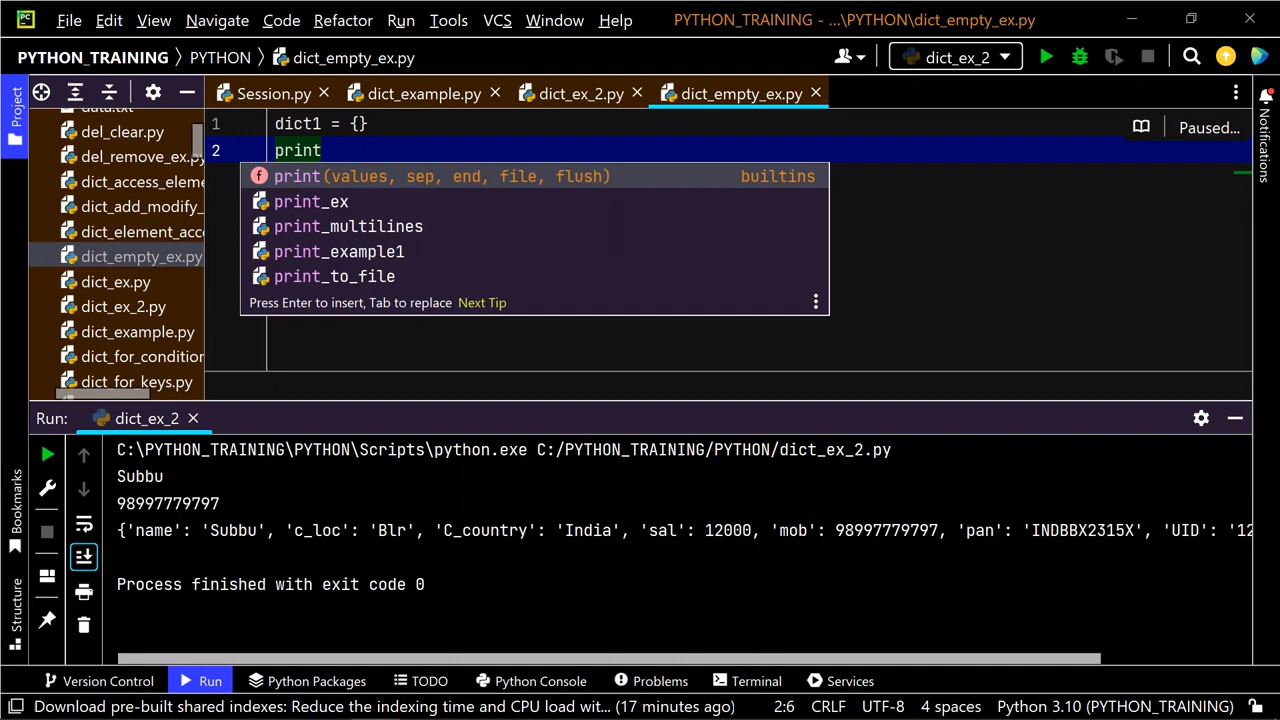 PC File Edit View Navigate Code Refactor Run Tools VCS Window Help PYTHON_TRAINING - ...\PYTHON\dict_empty_ex.py
PYTHON_TRAINING PYTHON dict_empty_ex.py dict_ex_2
Project
Session.py dict_example.py dict_ex_2.py dict_empty_ex.py
data.txt
del_clear.py
del_remove_ex.py
dict_access_eleme
dict_add_modify_
dict_element_acce
dict_empty_ex.py
dict_ex.py
dict_ex_2.py
dict_example.py
dict_for_condition
dict_for_keys.py
1 dict1 = {}
2 print
Paused...
Notifications
print(values, sep, end, file, flush) builtins
print_ex
print_multilines
print_example1
print_to_file
Press Enter to insert, Tab to replace Next Tip
Run: dict_ex_2
C:\PYTHON_TRAINING\PYTHON\Scripts\python.exe C:/PYTHON_TRAINING/PYTHON/dict_ex_2.py
Subbu
98997779797
{'name': 'Subbu', 'c_loc': 'Blr', 'C_country': 'India', 'sal': 12000, 'mob': 98997779797, 'pan': 'INDBBX2315X', 'UID': '12
Process finished with exit code 0
Bookmarks
Structure
Version Control Run Python Packages TODO Python Console Problems Terminal Services
Download pre-built shared indexes: Reduce the indexing time and CPU load wit... (17 minutes ago) 2:6 CRLF UTF-8 4 spaces Python 3.10 (PYTHON_TRAINING)